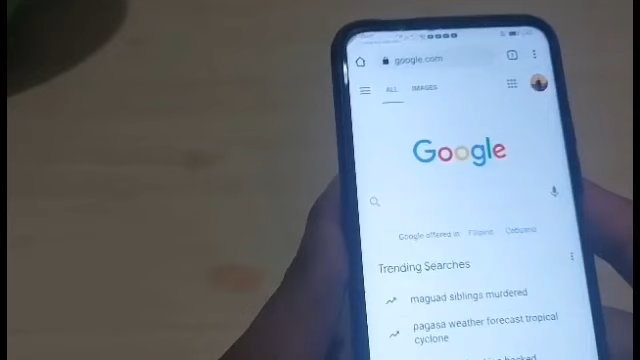 google.com
ALL IMAGES
Google
Google offered in: Filipino Cebuano
Trending Searches
maguad siblings murdered
pagasa weather forecast tropical
cyclone
hacked